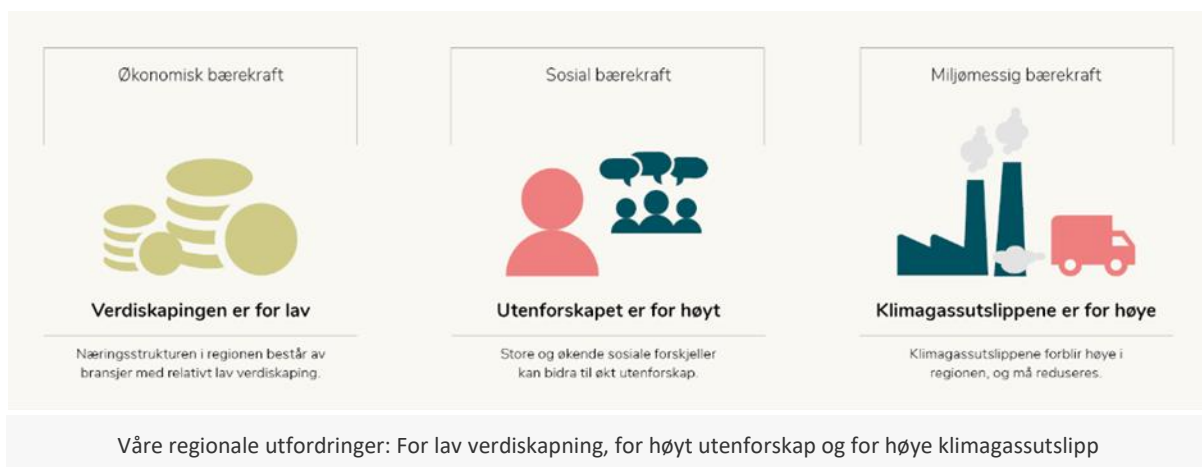 Økonomisk bærekraft
Verdiskapingen er for lav
Næringsstrukturen i regionen består av
bransjer med relativt lav verdiskaping.
Sosial bærekraft
Utenforskapet er for høyt
Store og økende sosiale forskjeller
kan bidra til økt utenforskap.
Miljømessig bærekraft
Klimagassutslippene er for høye
Klimagassutslippene forblir høye i
regionen, og må reduseres.
Våre regionale utfordringer: For lav verdiskapning, for høyt utenforskap og for høye klimagassutslipp